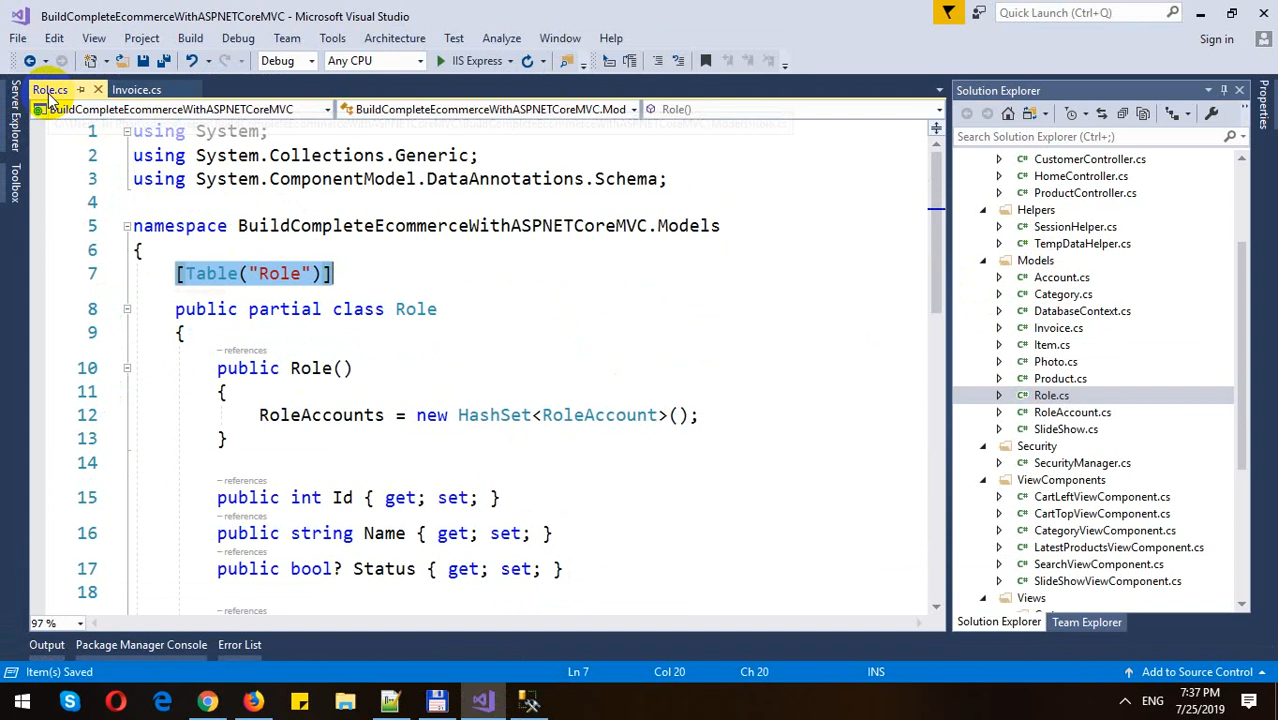 BuildCompleteEcommerceWithASPNETCoreMVC - Microsoft Visual Studio
Quick Launch (Ctrl+Q)
File Edit View Project Build Debug Team Tools Architecture Test Analyze Window Help
Sign in
Debug Any CPU IIS Express
Server Explorer
Toolbox
Role.cs Invoice.cs
BuildCompleteEcommerceWithASPNETCoreMVC BuildCompleteEcommerceWithASPNETCoreMVC.Mod Role()
1 using System;
2 using System.Collections.Generic;
3 using System.ComponentModel.DataAnnotations.Schema;
4
5 namespace BuildCompleteEcommerceWithASPNETCoreMVC.Models
6 {
7 [Table("Role")]
8 public partial class Role
9 {
- references
10 public Role()
11 {
12 RoleAccounts = new HashSet<RoleAccount>();
13 }
14
- references
15 public int Id { get; set; }
- references
16 public string Name { get; set; }
- references
17 public bool? Status { get; set; }
18
- references
97 %
Solution Explorer
Search Solution Explorer (Ctrl+;)
CustomerController.cs
HomeController.cs
ProductController.cs
Helpers
SessionHelper.cs
TempDataHelper.cs
Models
Account.cs
Category.cs
DatabaseContext.cs
Invoice.cs
Item.cs
Photo.cs
Product.cs
Role.cs
RoleAccount.cs
SlideShow.cs
Security
SecurityManager.cs
ViewComponents
CartLeftViewComponent.cs
CartTopViewComponent.cs
CategoryViewComponent.cs
LatestProductsViewComponent.cs
SearchViewComponent.cs
SlideShowViewComponent.cs
Views
Solution Explorer Team Explorer
Output Package Manager Console Error List
Item(s) Saved Ln 7 Col 20 Ch 20 INS Add to Source Control
ENG 7:37 PM
7/25/2019